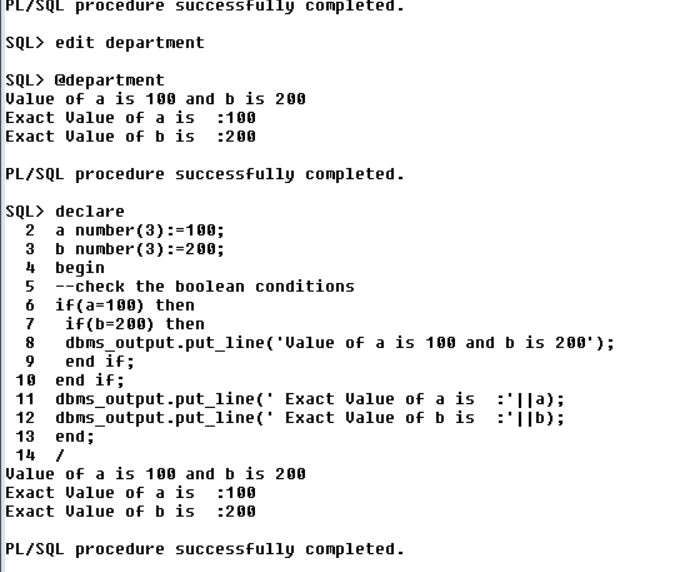 PL/SQL procedure successfully completed.
SQL> edit department
SQL> @department
Value of a is 100 and b is 200
Exact Value of a is  :100
Exact Value of b is  :200
PL/SQL procedure successfully completed.
SQL> declare
  2  a number(3):=100;
  3  b number(3):=200;
  4  begin
  5  --check the boolean conditions
  6  if(a=100) then
  7   if(b=200) then
  8   dbms_output.put_line('Value of a is 100 and b is 200');
  9   end if;
 10  end if;
 11  dbms_output.put_line(' Exact Value of a is  :'||a);
 12  dbms_output.put_line(' Exact Value of b is  :'||b);
 13  end;
 14  /
Value of a is 100 and b is 200
Exact Value of a is  :100
Exact Value of b is  :200
PL/SQL procedure successfully completed.